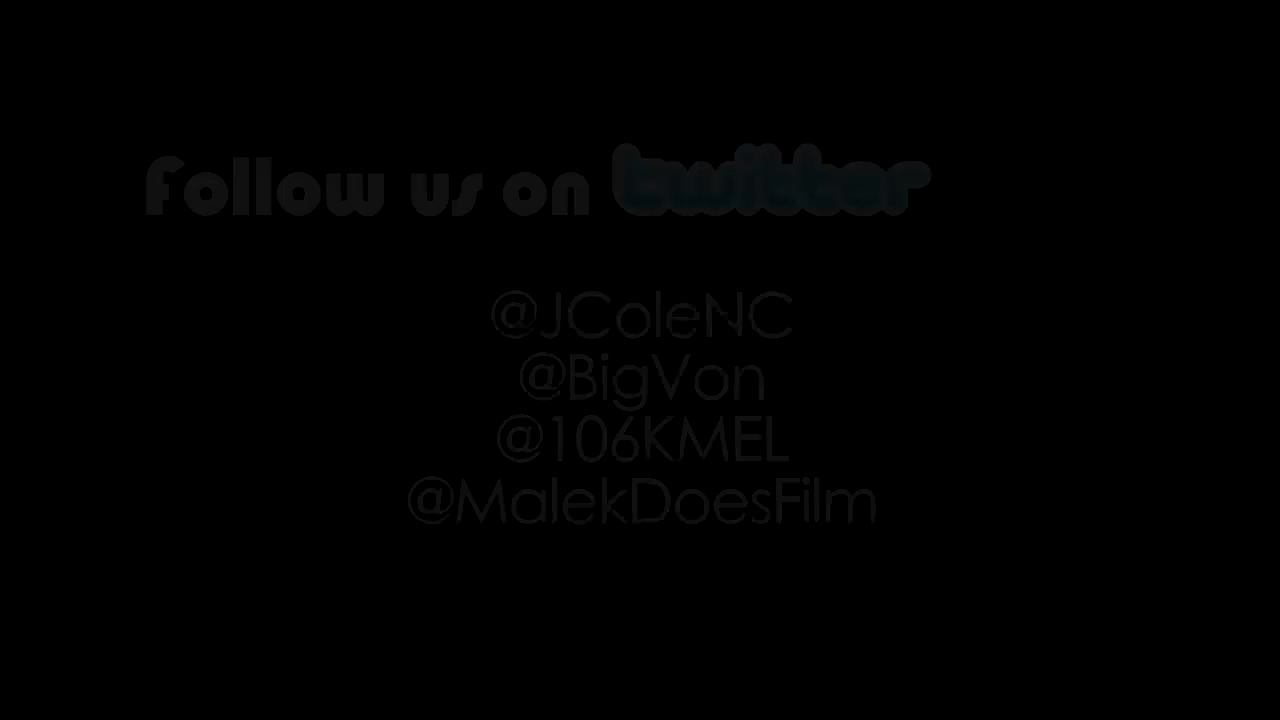 Follow us on twitter
@JColeNC
@BigVon
@106KMEL
@MalekDoesFilm